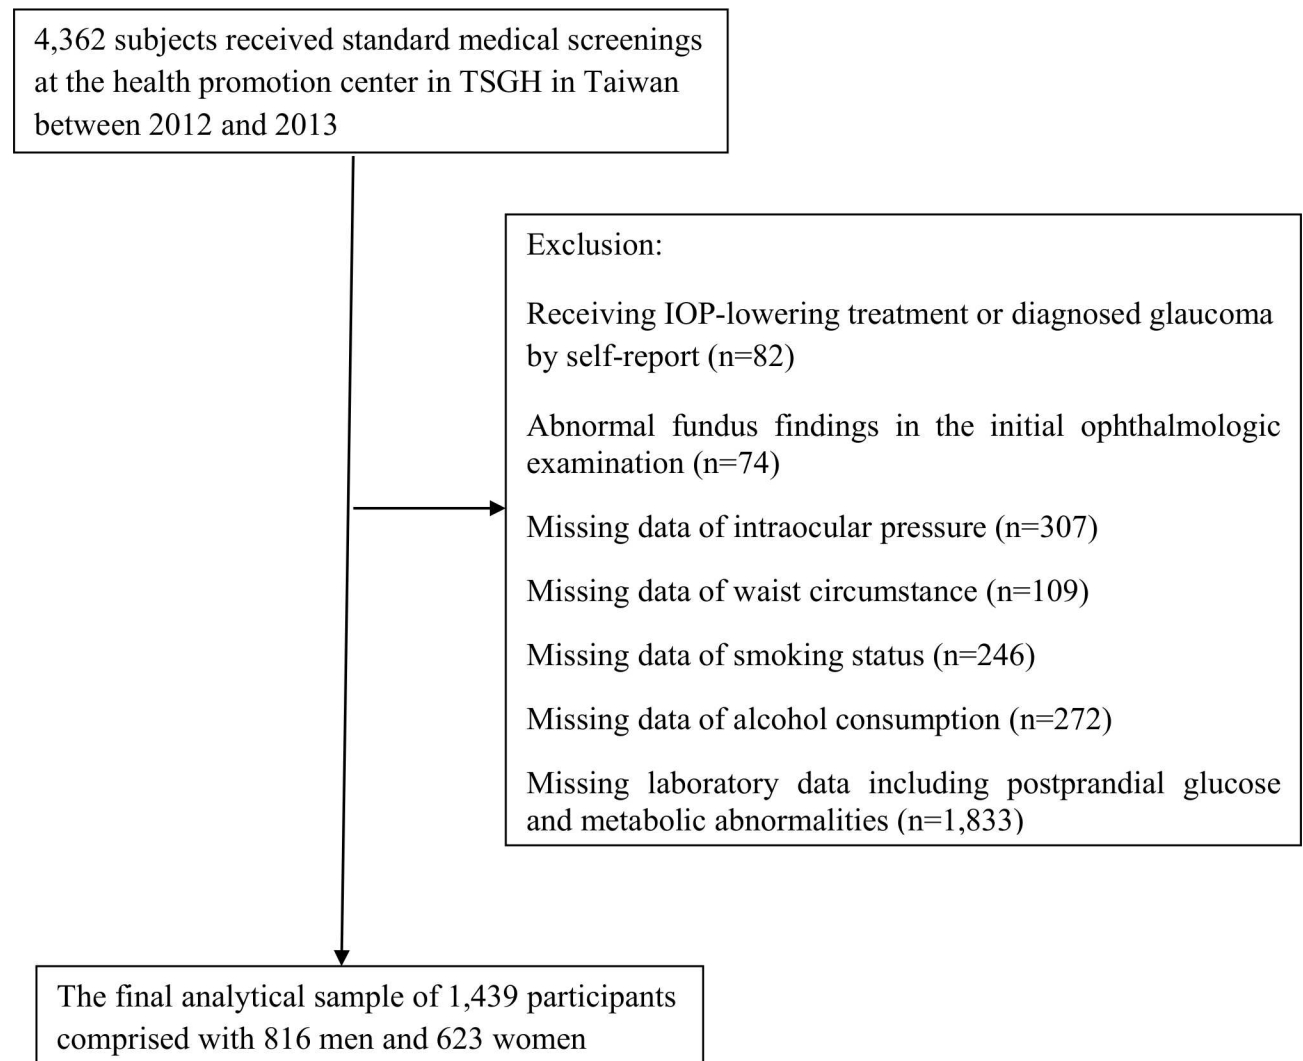 4,362 subjects received standard medical screenings
at the health promotion center in TSGH in Taiwan
between 2012 and 2013
Exclusion:
Receiving IOP-lowering treatment or diagnosed glaucoma
by self-report (n=82)
Abnormal fundus findings in the initial ophthalmologic
examination (n=74)
Missing data of intraocular pressure (n=307)
Missing data of waist circumstance (n=109)
Missing data of smoking status (n=246)
Missing data of alcohol consumption (n=272)
Missing laboratory data including postprandial glucose
and metabolic abnormalities (n=1,833)
The final analytical sample of 1,439 participants
comprised with 816 men and 623 women